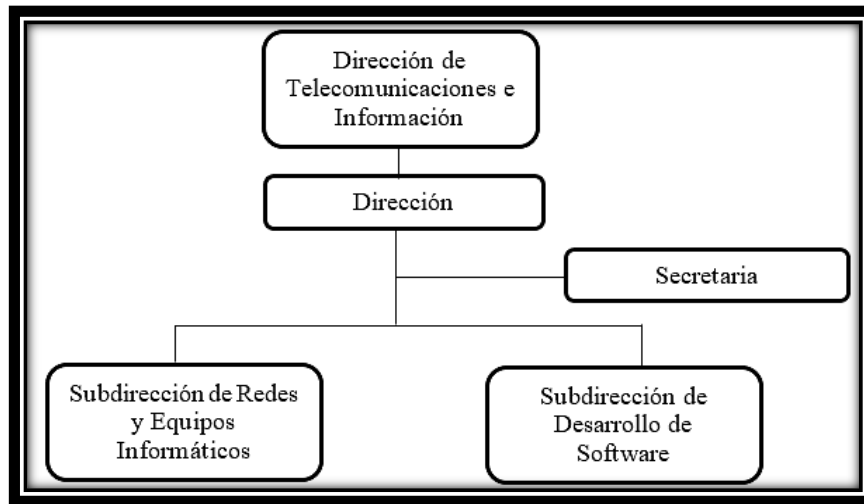 Dirección de
Telecomunicaciones e
Información
Dirección
Secretaria
Subdirección de Redes
y Equipos
Informáticos
Subdirección de
Desarrollo de
Software